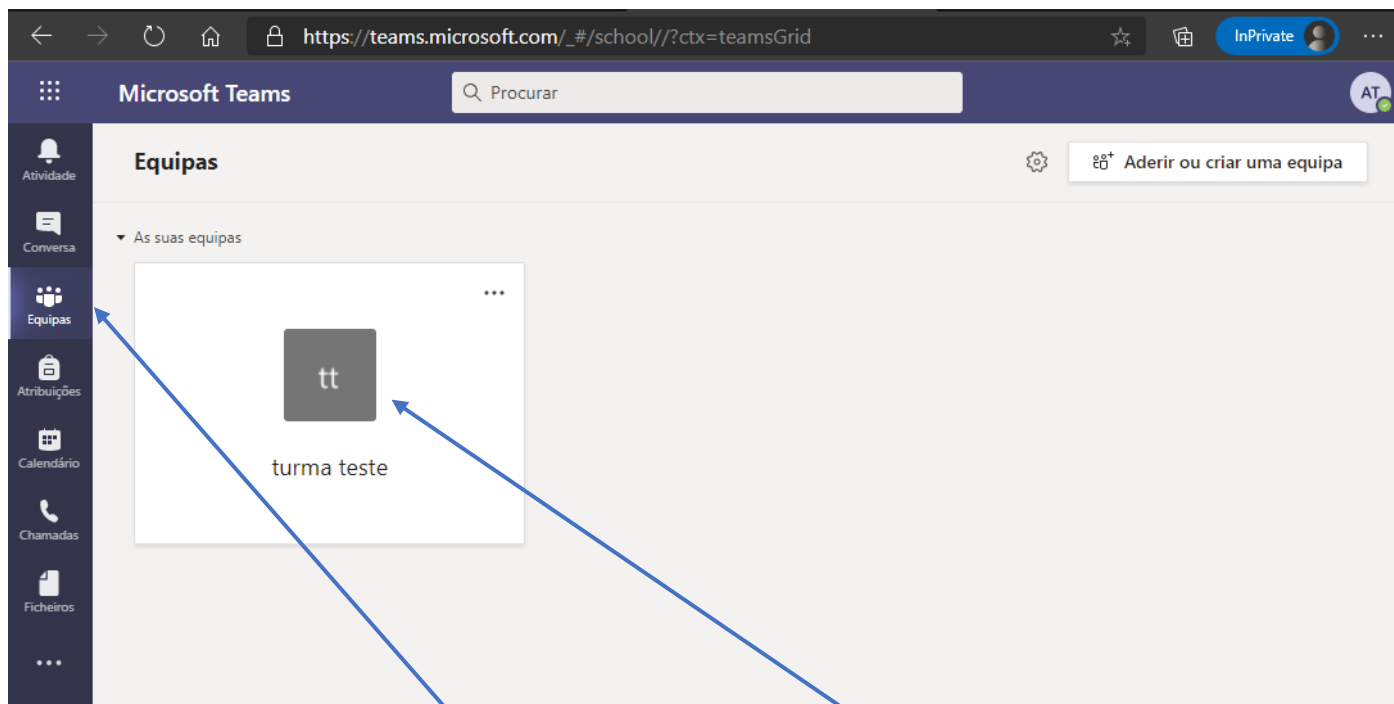 https://teams.microsoft.com/_#/school//?ctx=teamsGrid
InPrivate
Microsoft Teams
Procurar
AT
Atividade
Conversa
Equipas
Atribuições
Calendário
Chamadas
Ficheiros
Equipas
Aderir ou criar uma equipa
As suas equipas
tt
turma teste